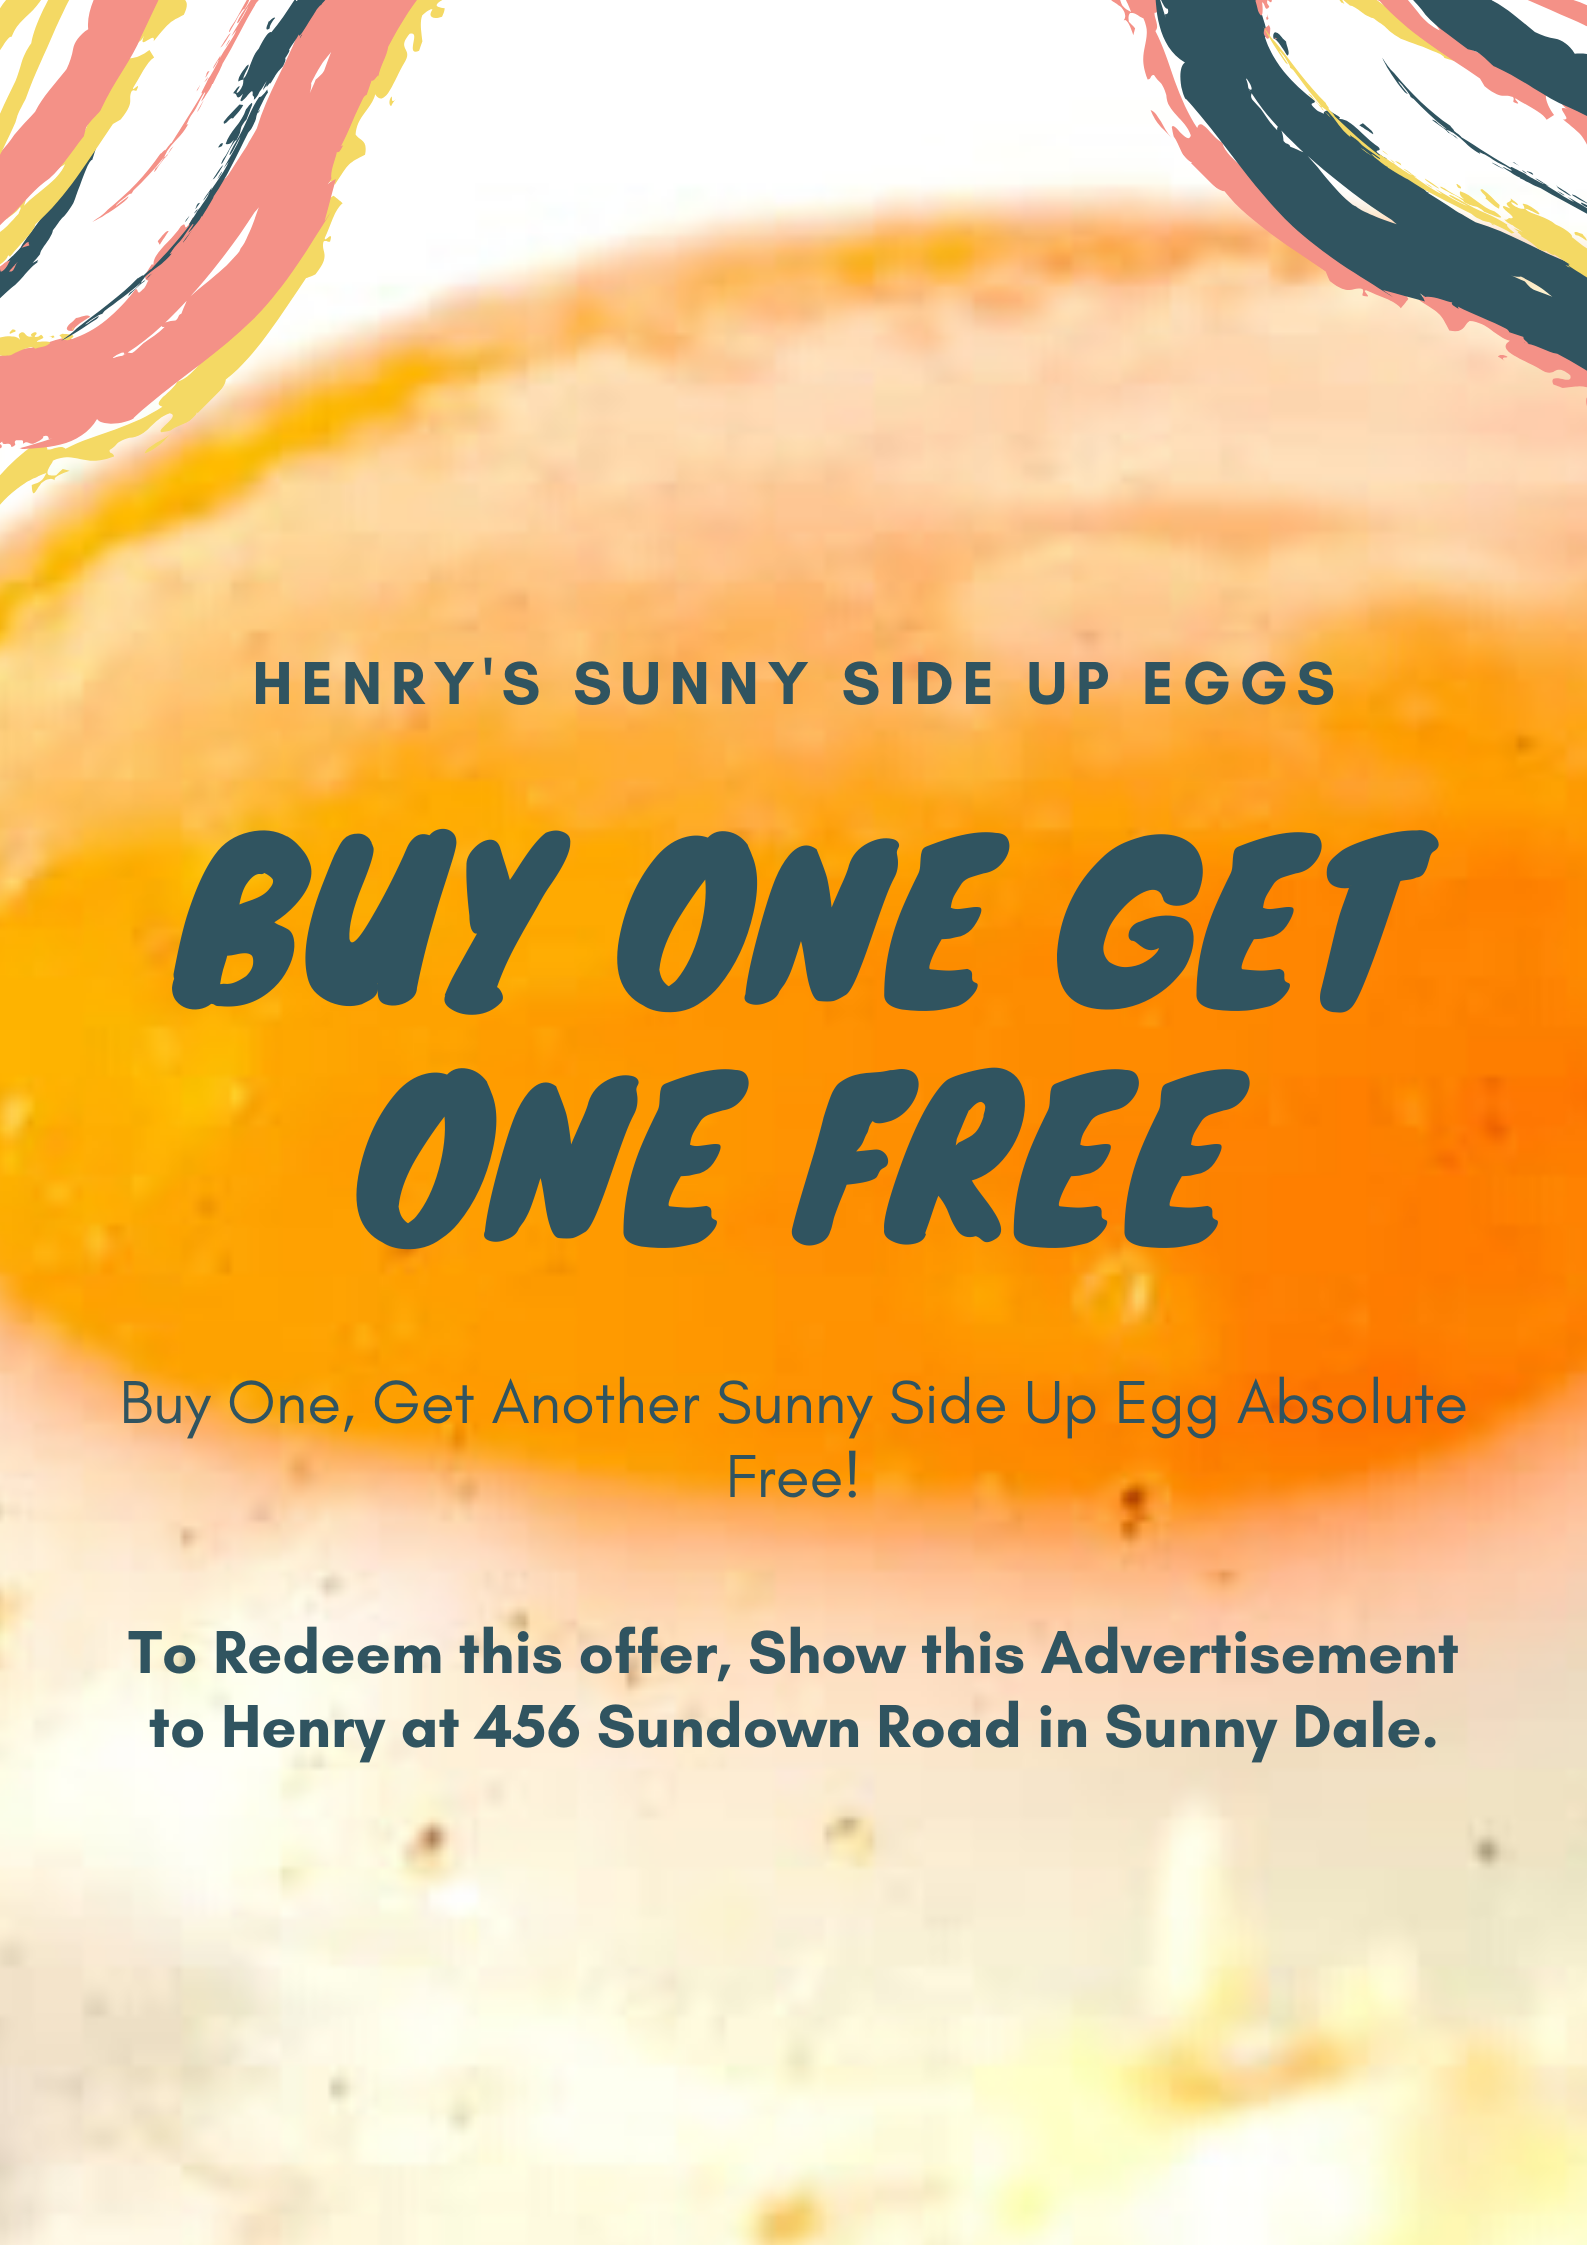 HENRY'S SUNNY SIDE UP EGGS
BUY ONE GET
ONE FREE
Buy One, Get Another Sunny Side Up Egg Absolute
Free!
To Redeem this offer, Show this Advertisement
to Henry at 456 Sundown Road in Sunny Dale.